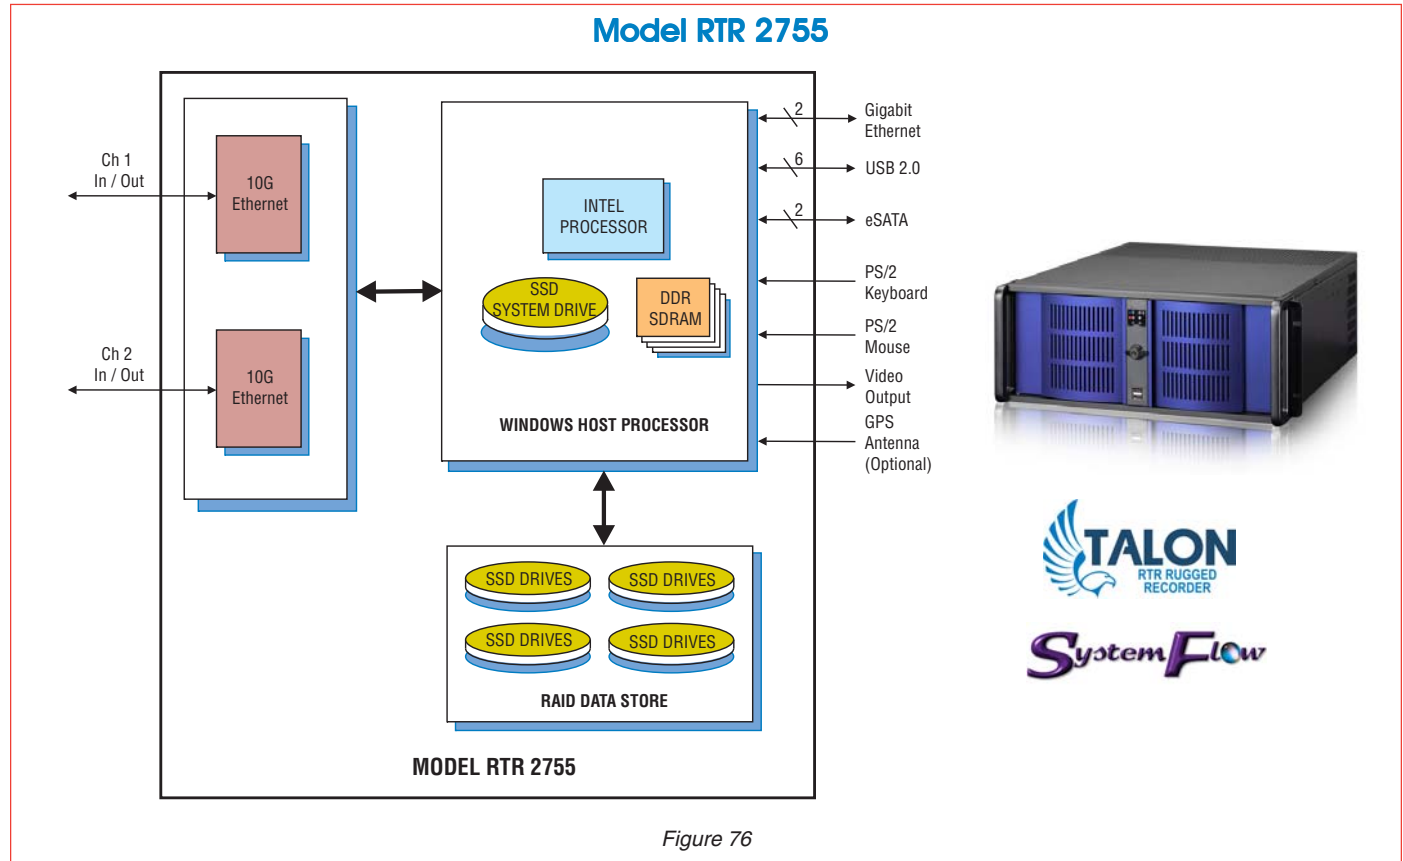 Model RTR 2755
Ch 1
In / Out
10G
Ethernet
Ch 2
In / Out
10G
Ethernet
INTEL
PROCESSOR
SSD
SYSTEM DRIVE
DDR
SDRAM
WINDOWS HOST PROCESSOR
2
Gigabit
Ethernet
6
USB 2.0
2
eSATA
PS/2
Keyboard
PS/2
Mouse
Video
Output
GPS
Antenna
(Optional)
SSD DRIVES
SSD DRIVES
SSD DRIVES
SSD DRIVES
RAID DATA STORE
MODEL RTR 2755
TALON
RTR RUGGED
RECORDER
SystemFlow
Figure 76